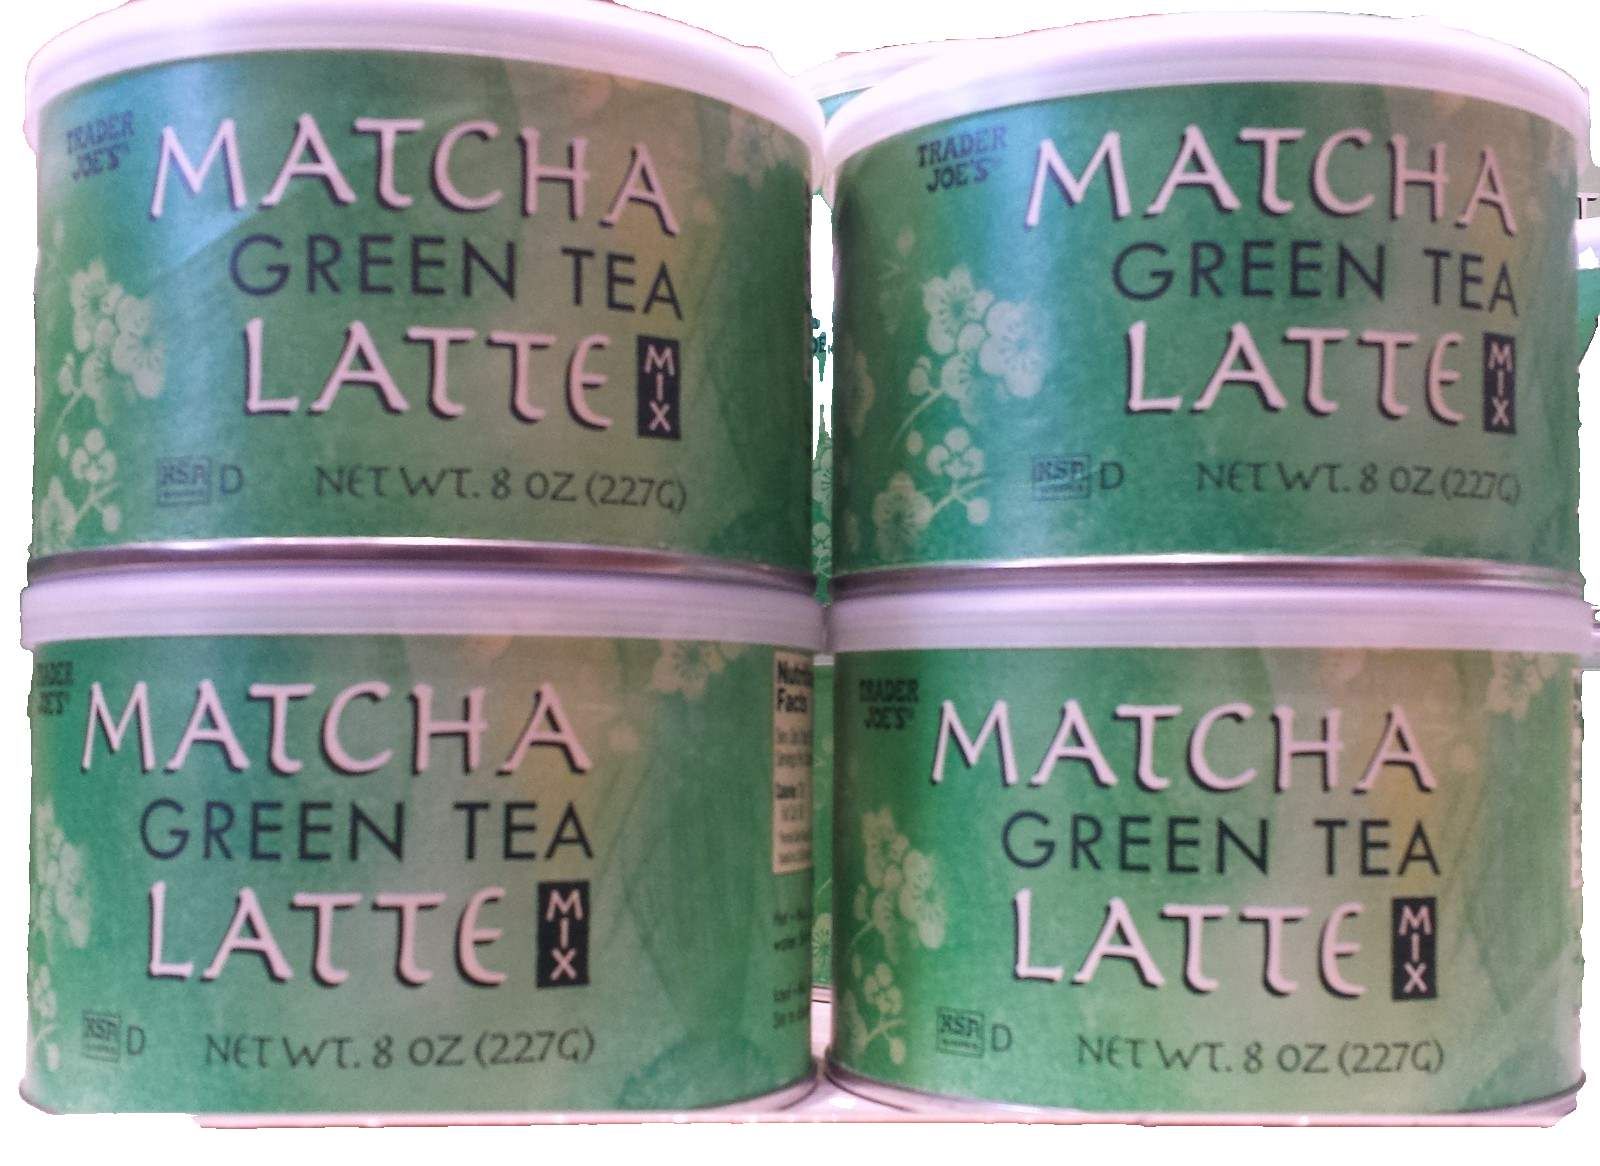 TRADER
JOE'S
MATCHA
GREEN TEA
LATTE
MIX
KSA D
NET WT. 8 OZ (227G)
TRADER
JOE'S
MATCHA
GREEN TEA
LATTE
MIX
KSA D
NET WT. 8 OZ (227G)
TRADER
JOE'S
MATCHA
GREEN TEA
LATTE
MIX
KSA D
NET WT. 8 OZ (227G)
Facts
TRADER
JOE'S
MATCHA
GREEN TEA
LATTE
MIX
KSA D
NET WT. 8 OZ (227G)